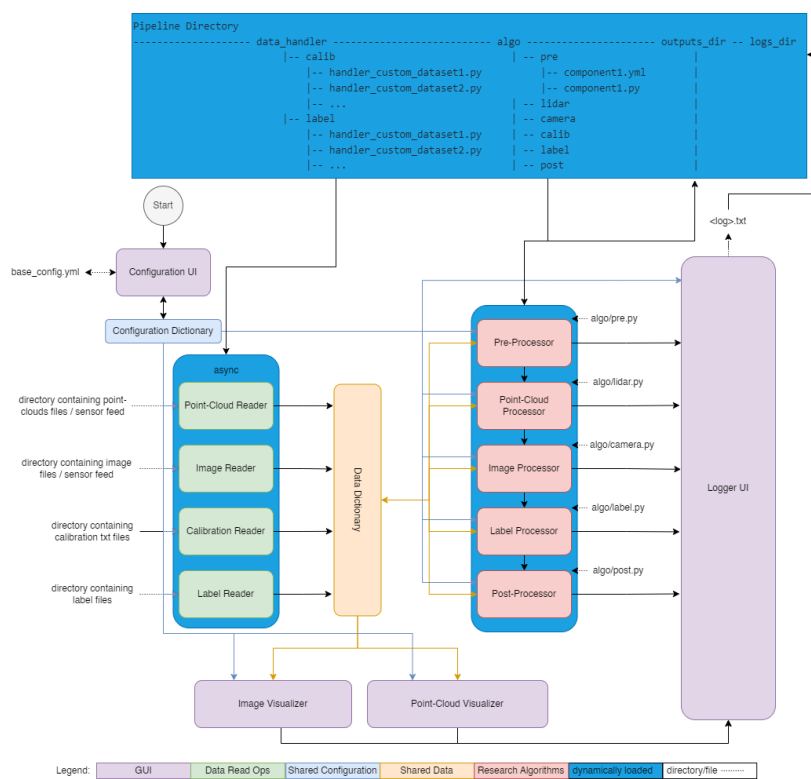 Pipeline Directory
------------------- data_handler ------------------------- algo --------------------- outputs_dir -- logs_dir
|-- calib | -- pre |
|-- handler_custom_dataset1.py |-- component1.yml |
|-- handler_custom_dataset2.py |-- component1.py |
|-- ... | -- lidar |
|-- label | -- camera |
|-- handler_custom_dataset1.py | -- calib |
|-- handler_custom_dataset2.py | -- label |
|-- ... | -- post |
Start
<log>.txt
base_config.yml
Configuration UI
Configuration Dictionary
algo/pre.py
Pre-Processor
async
directory containing point-
clouds files / sensor feed
Point-Cloud Reader
algo/lidar.py
Point-Cloud
Processor
directory containing image
files / sensor feed
Image Reader
Data Dictionary
algo/camera.py
Image Processor
Logger UI
directory containing
calibration txt files
Calibration Reader
algo/label.py
Label Processor
directory containing
label files
Label Reader
algo/post.py
Post-Processor
Image Visualizer
Point-Cloud Visualizer
Legend: GUI Data Read Ops Shared Configuration Shared Data Research Algorithms dynamically loaded directory/file ·········